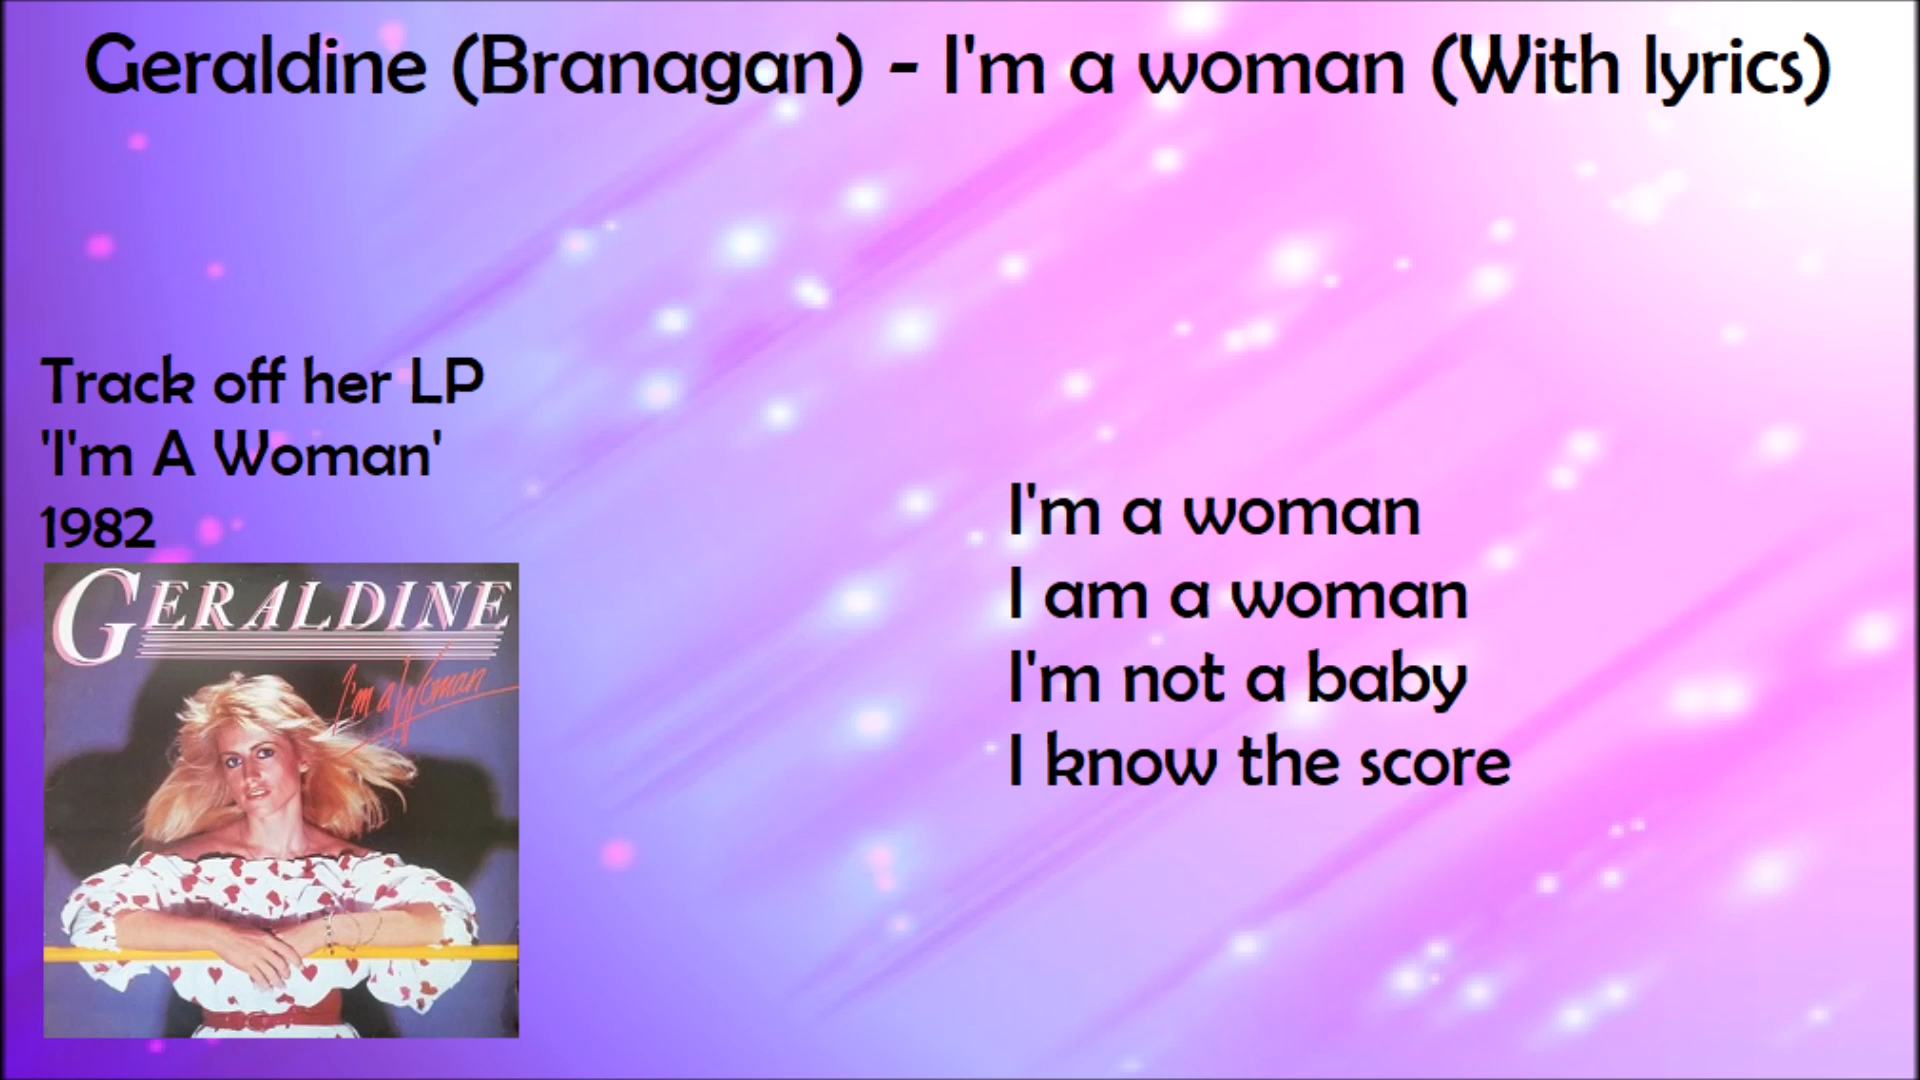 Geraldine (Branagan) - I'm a woman (With lyrics)
Track off her LP
'I'm A Woman'
1982
GERALDINE
I'm a Woman
I'm a woman
I am a woman
I'm not a baby
I know the score